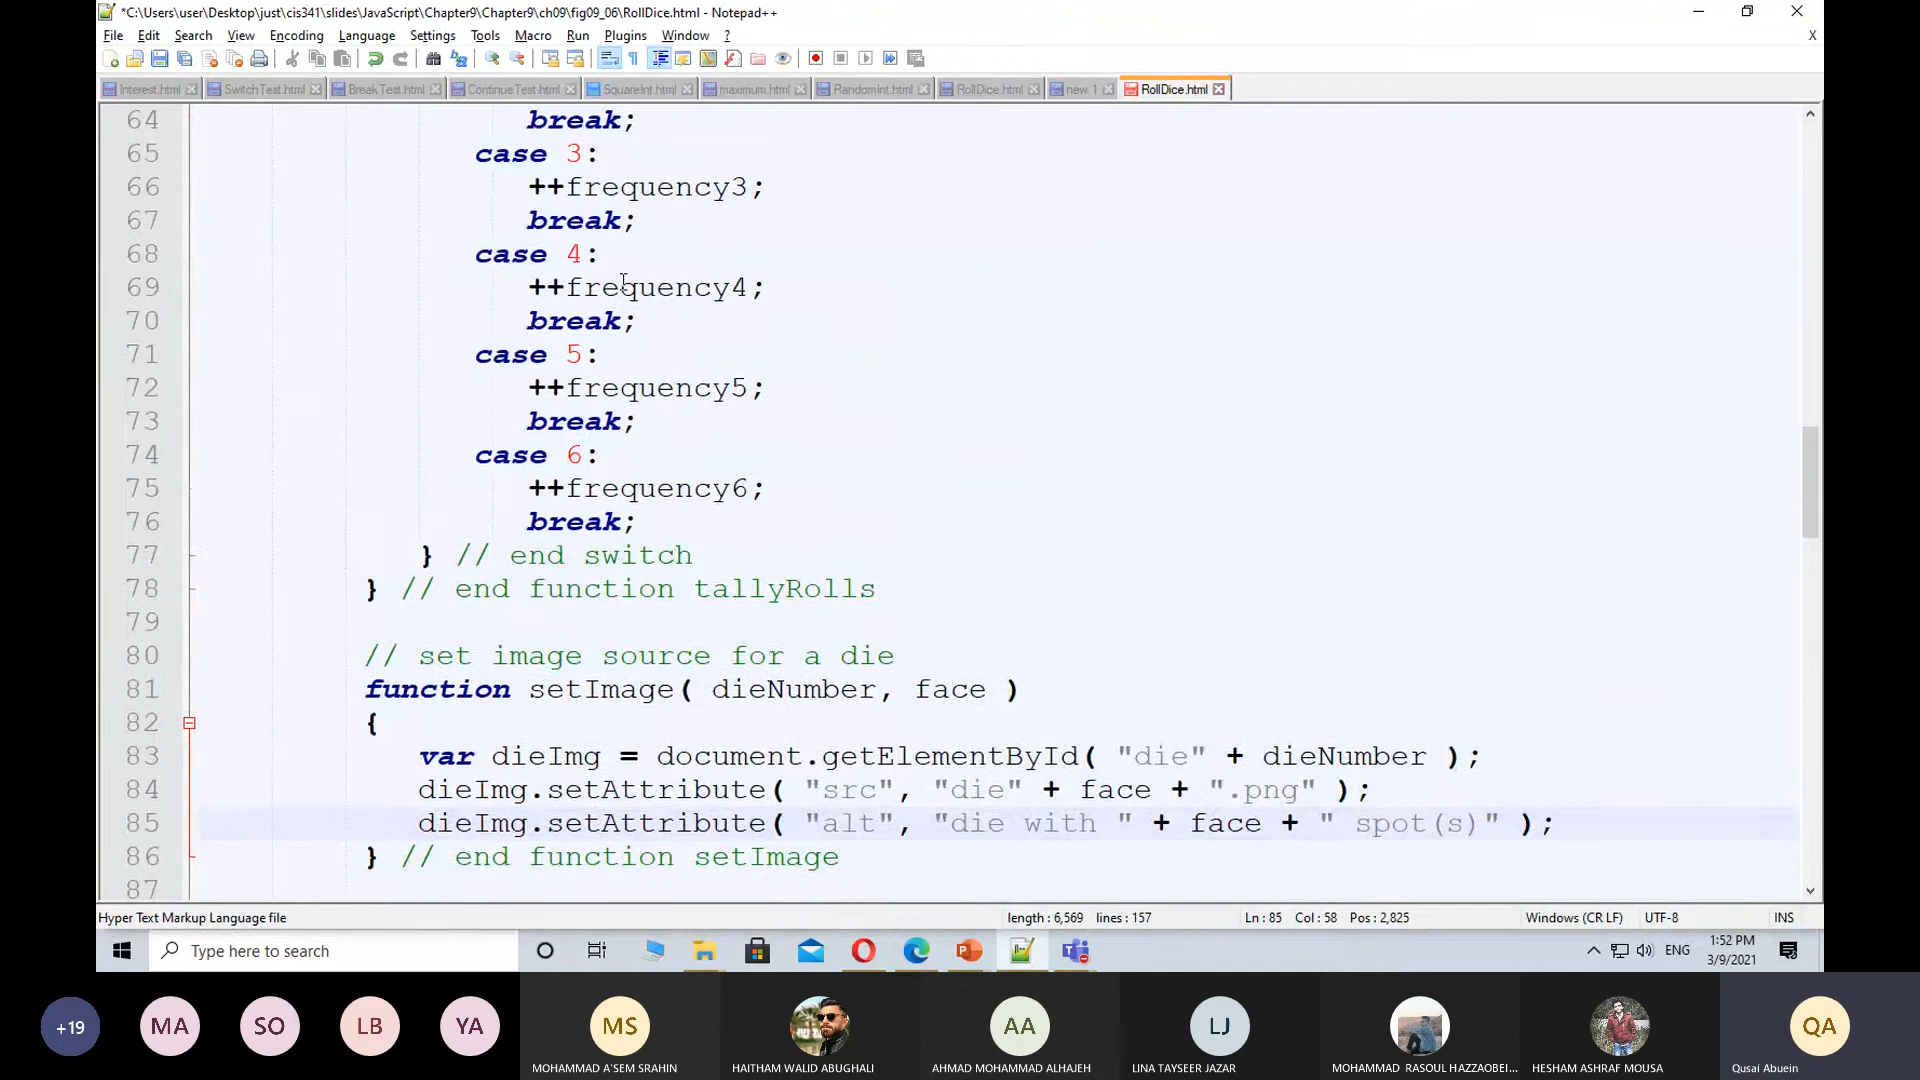 *C:\Users\user\Desktop\just\cis341\slides\JavaScript\Chapter9\Chapter9\ch09\fig09_06\RollDice.html - Notepad++
File Edit Search View Encoding Language Settings Tools Macro Run Plugins Window ? X
Interest.html SwitchTest.html BreakTest.html ContinueTest.html SquareInt.html maximum.html RandomInt.html RollDice.html new 1 RollDice.html
64 break;
65 case 3:
66 ++frequency3;
67 break;
68 case 4:
69 ++frequency4;
70 break;
71 case 5:
72 ++frequency5;
73 break;
74 case 6:
75 ++frequency6;
76 break;
77 } // end switch
78 } // end function tallyRolls
79
80 // set image source for a die
81 function setImage( dieNumber, face )
82 {
83 var dieImg = document.getElementById( "die" + dieNumber );
84 dieImg.setAttribute( "src", "die" + face + ".png" );
85 dieImg.setAttribute( "alt", "die with " + face + " spot(s)" );
86 } // end function setImage
87
Hyper Text Markup Language file length : 6,569 lines : 157 Ln : 85 Col : 58 Pos : 2,825 Windows (CR LF) UTF-8 INS
Type here to search ENG 1:52 PM
3/9/2021
+19 MA SO LB YA MS AA LJ QA
MOHAMMAD A'SEM SRAHIN HAITHAM WALID ABUGHALI AHMAD MOHAMMAD ALHAJEH LINA TAYSEER JAZAR MOHAMMAD RASOUL HAZZAOBEI... HESHAM ASHRAF MOUSA Qusai Abuein